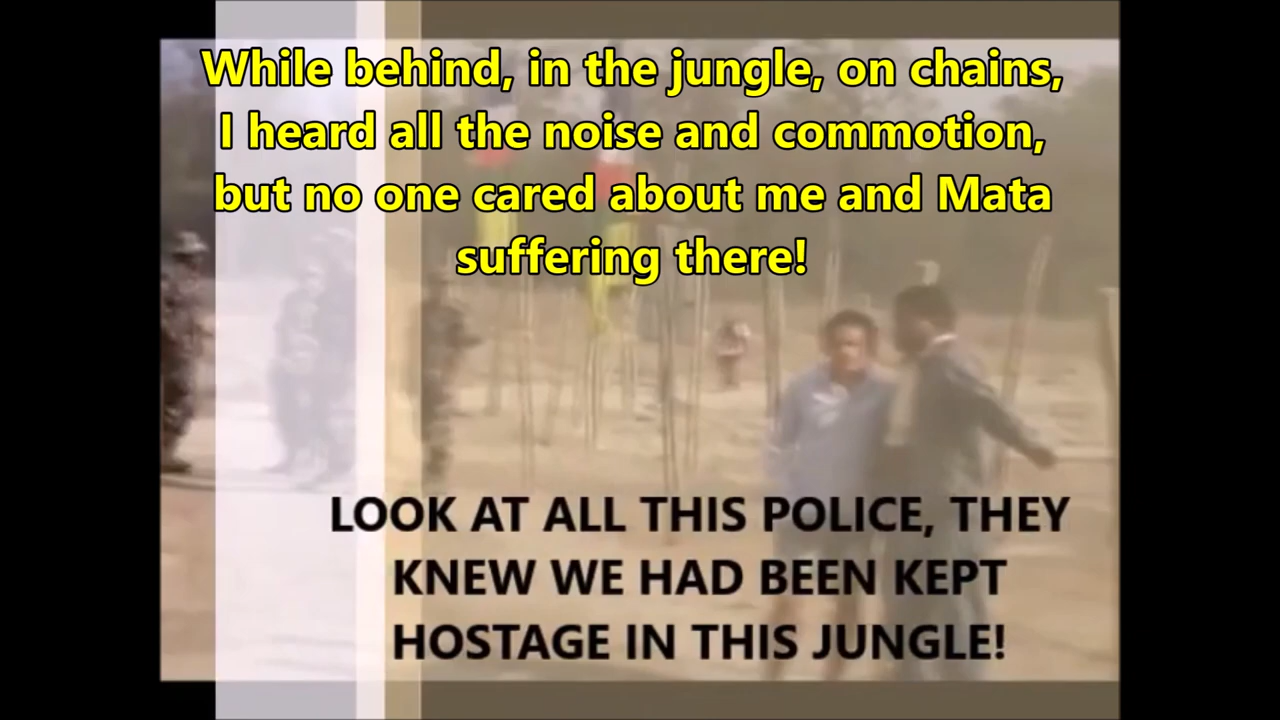 While behind, in the jungle, on chains,
I heard all the noise and commotion,
but no one cared about me and Mata
suffering there!
LOOK AT ALL THIS POLICE, THEY
KNEW WE HAD BEEN KEPT
HOSTAGE IN THIS JUNGLE!